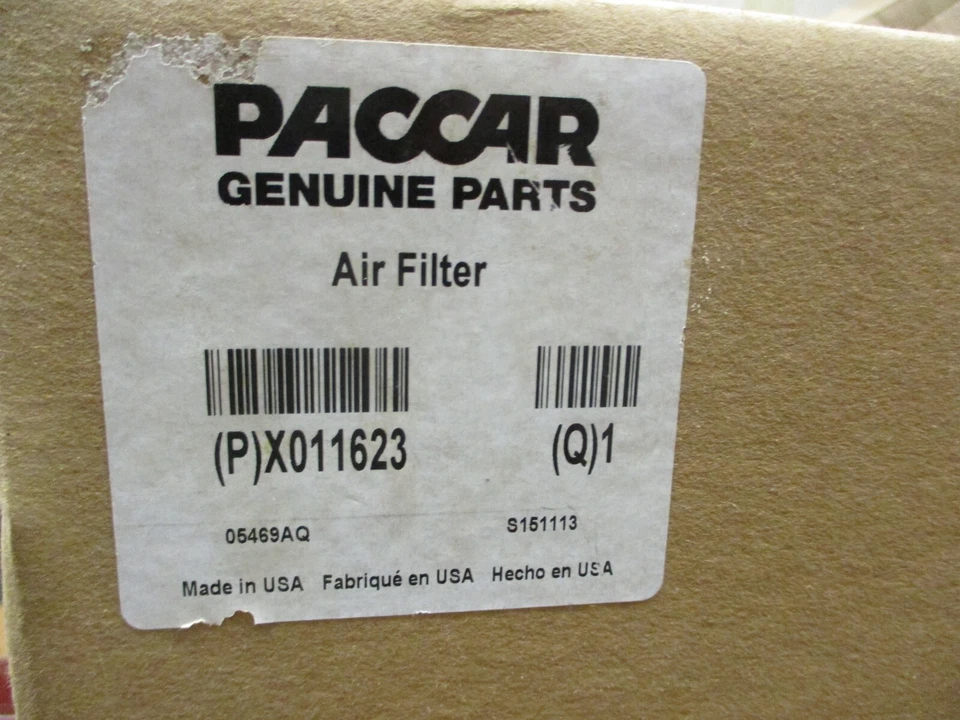 PACCAR
GENUINE PARTS
Air Filter
(P)X011623 (Q)1
05469AQ S151113
Made in USA Fabriqué en USA Hecho en USA